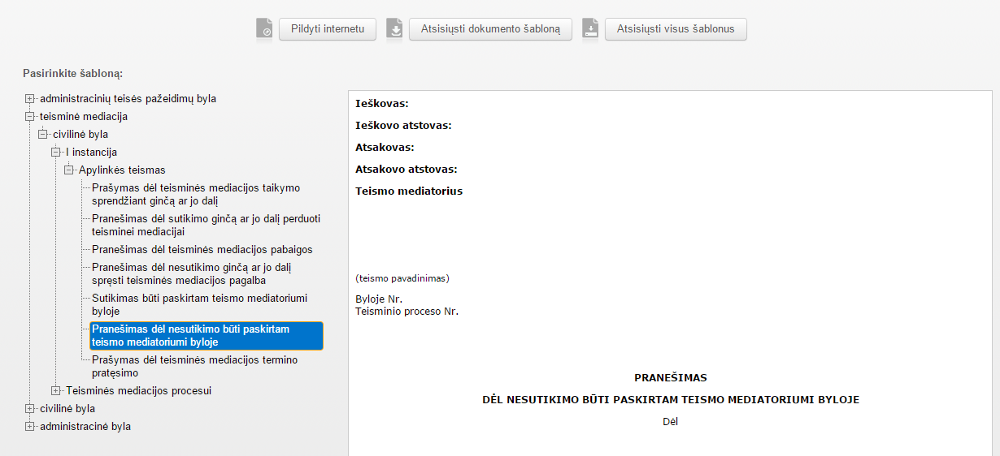 Pildyti internetu
Atsisiųsti dokumento šabloną
Atsisiųsti visus šablonus
Pasirinkite šabloną:
administracinių teisės pažeidimų byla
teisminė mediacija
civilinė byla
I instancija
Apylinkės teismas
Prašymas dėl teisminės mediacijos taikymo
sprendžiant ginčą ar jo dalį
Pranešimas dėl sutikimo ginčą ar jo dalį perduoti
teisminei mediacijai
Pranešimas dėl teisminės mediacijos pabaigos
Pranešimas dėl nesutikimo ginčą ar jo dalį
spręsti teisminės mediacijos pagalba
Sutikimas būti paskirtam teismo mediatoriumi
byloje
Pranešimas dėl nesutikimo būti paskirtam
teismo mediatoriumi byloje
Prašymas dėl teisminės mediacijos termino
pratęsimo
Teisminės mediacijos procesui
civilinė byla
administracinė byla
Ieškovas:
Ieškovo atstovas:
Atsakovas:
Atsakovo atstovas:
Teismo mediatorius
(teismo pavadinimas)
Byloje Nr.
Teisminio proceso Nr.
PRANEŠIMAS
DĖL NESUTIKIMO BŪTI PASKIRTAM TEISMO MEDIATORIUMI BYLOJE
Dėl